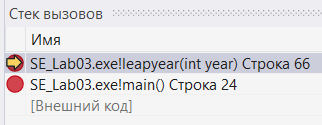 Стек вызовов
Имя
SE_Lab03.exe!leapyear(int year) Строка 66
SE_Lab03.exe!main() Строка 24
[Внешний код]